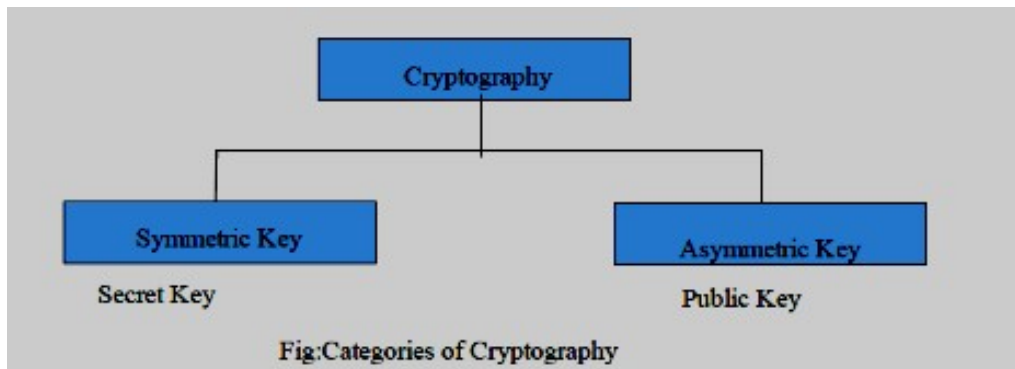 Cryptography
Symmetric Key
Asymmetric Key
Secret Key
Public Key
Fig:Categories of Cryptography